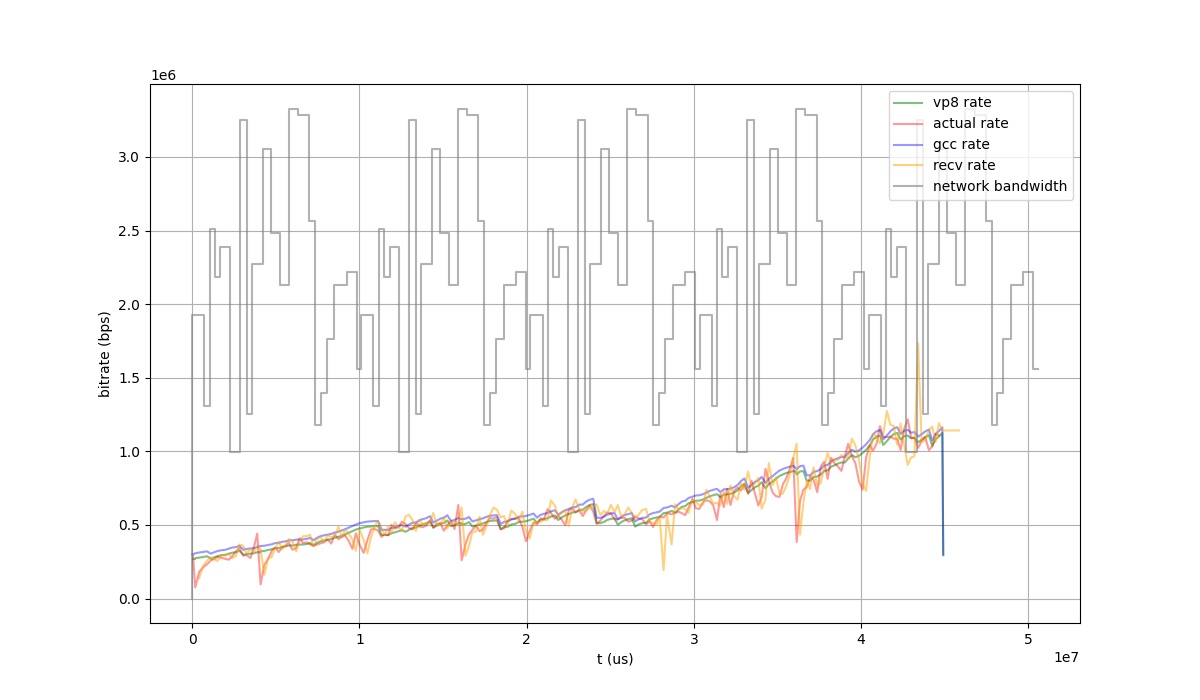 1e6
vp8 rate
actual rate
gcc rate
recv rate
network bandwidth
3.0
2.5
2.0
1.5
1.0
0.5
0.0
bitrate (bps)
0 1 2 3 4 5
t (us)
1e7